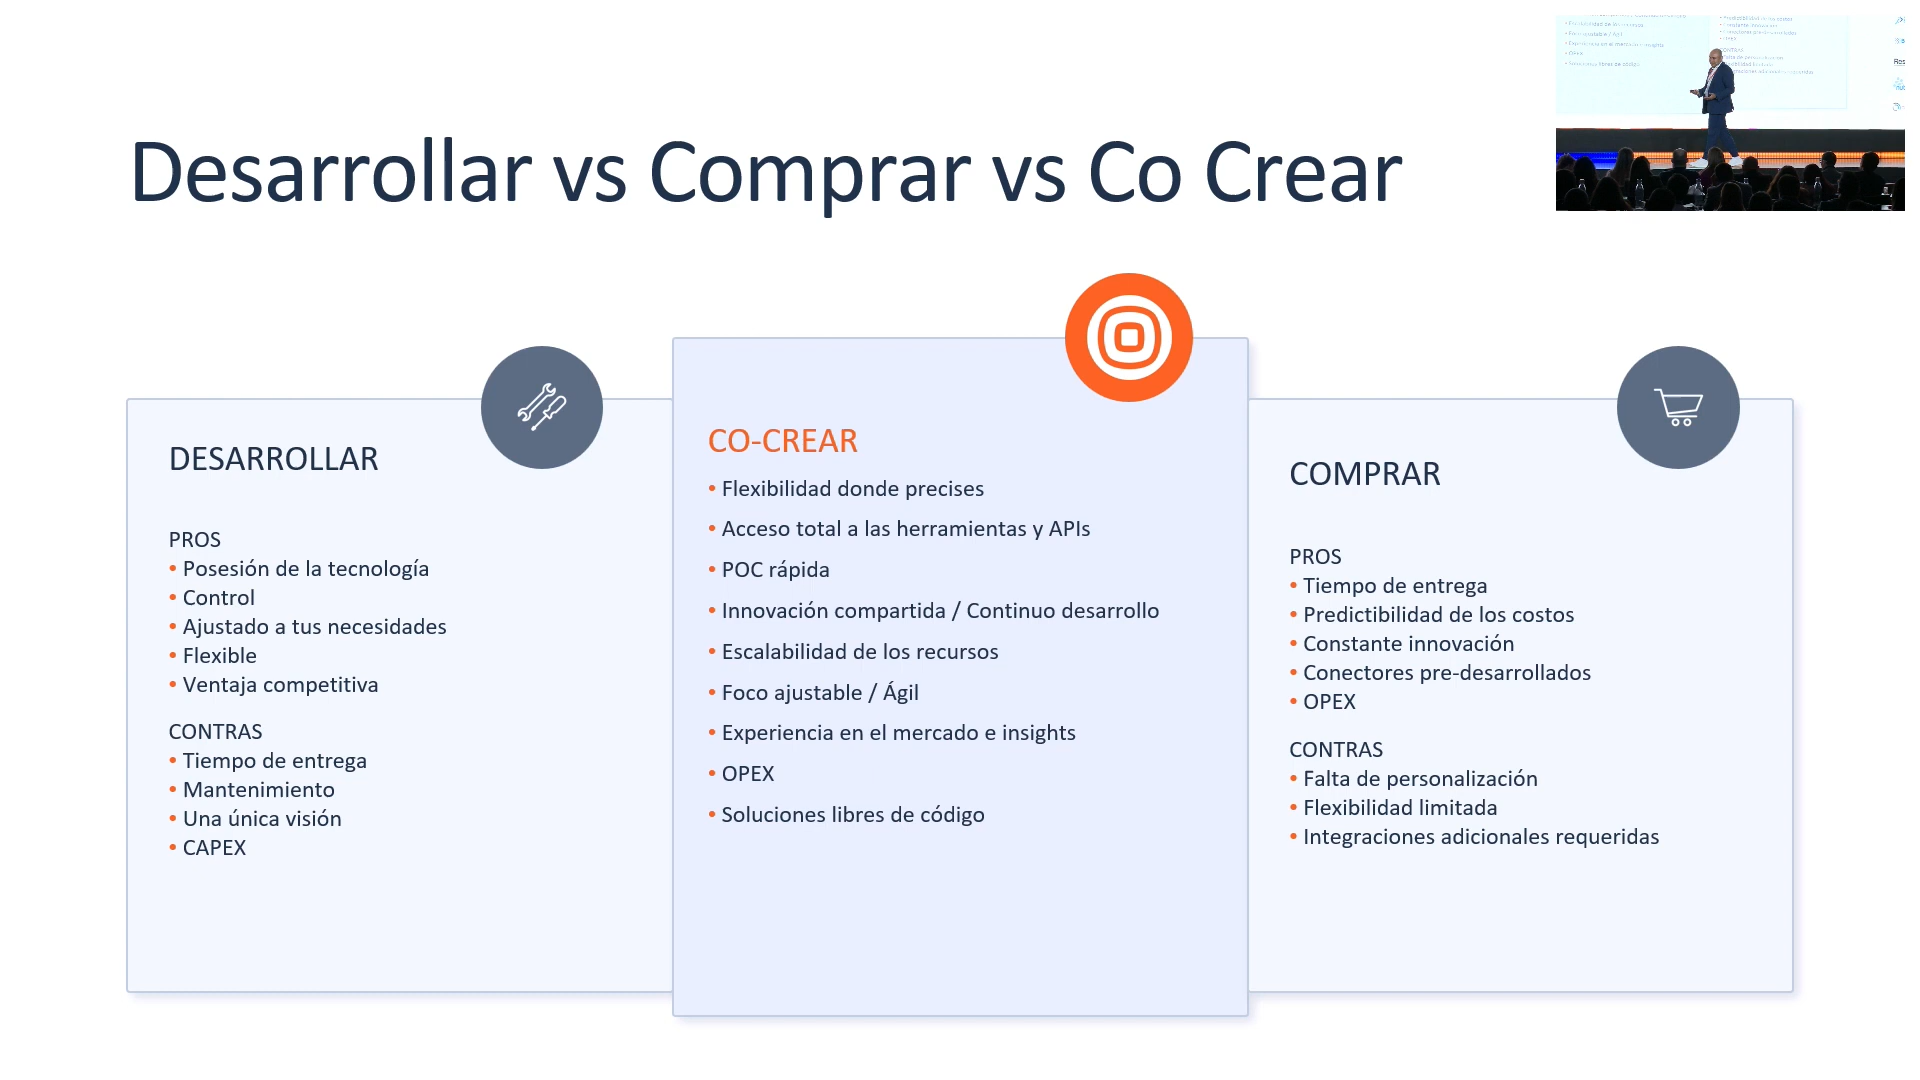 Desarrollar vs Comprar vs Co Crear
DESARROLLAR
PROS
• Posesión de la tecnología
• Control
• Ajustado a tus necesidades
• Flexible
• Ventaja competitiva
CONTRAS
• Tiempo de entrega
• Mantenimiento
• Una única visión
• CAPEX
CO-CREAR
• Flexibilidad donde precises
• Acceso total a las herramientas y APIs
• POC rápida
• Innovación compartida / Continuo desarrollo
• Escalabilidad de los recursos
• Foco ajustable / Ágil
• Experiencia en el mercado e insights
• OPEX
• Soluciones libres de código
COMPRAR
PROS
• Tiempo de entrega
• Predictibilidad de los costos
• Constante innovación
• Conectores pre-desarrollados
• OPEX
CONTRAS
• Falta de personalización
• Flexibilidad limitada
• Integraciones adicionales requeridas